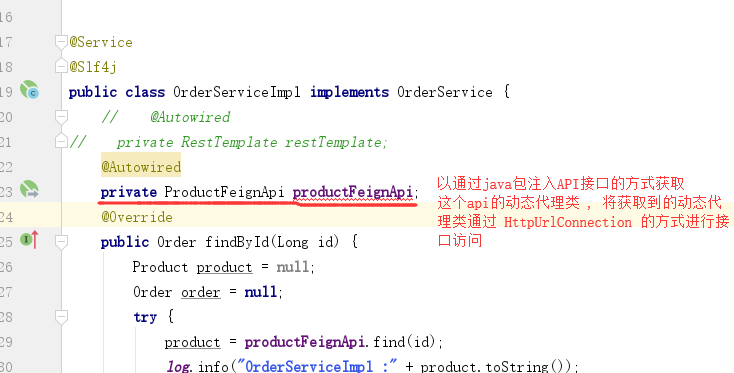 16
17
@Service
18
@Slf4j
19
public class OrderServiceImpl implements OrderService {
20
// @Autowired
21
// private RestTemplate restTemplate;
22
@Autowired
23
private ProductFeignApi productFeignApi;
以通过java包注入API接口的方式获取
这个api的动态代理类 ，将获取到的动态代
理类通过 HttpUrlConnection 的方式进行接
口访问
24
@Override
25
public Order findById(Long id) {
26
Product product = null;
27
Order order = null;
28
try {
29
product = productFeignApi.find(id);
30
log.info("OrderServiceImpl :" + product.toString());